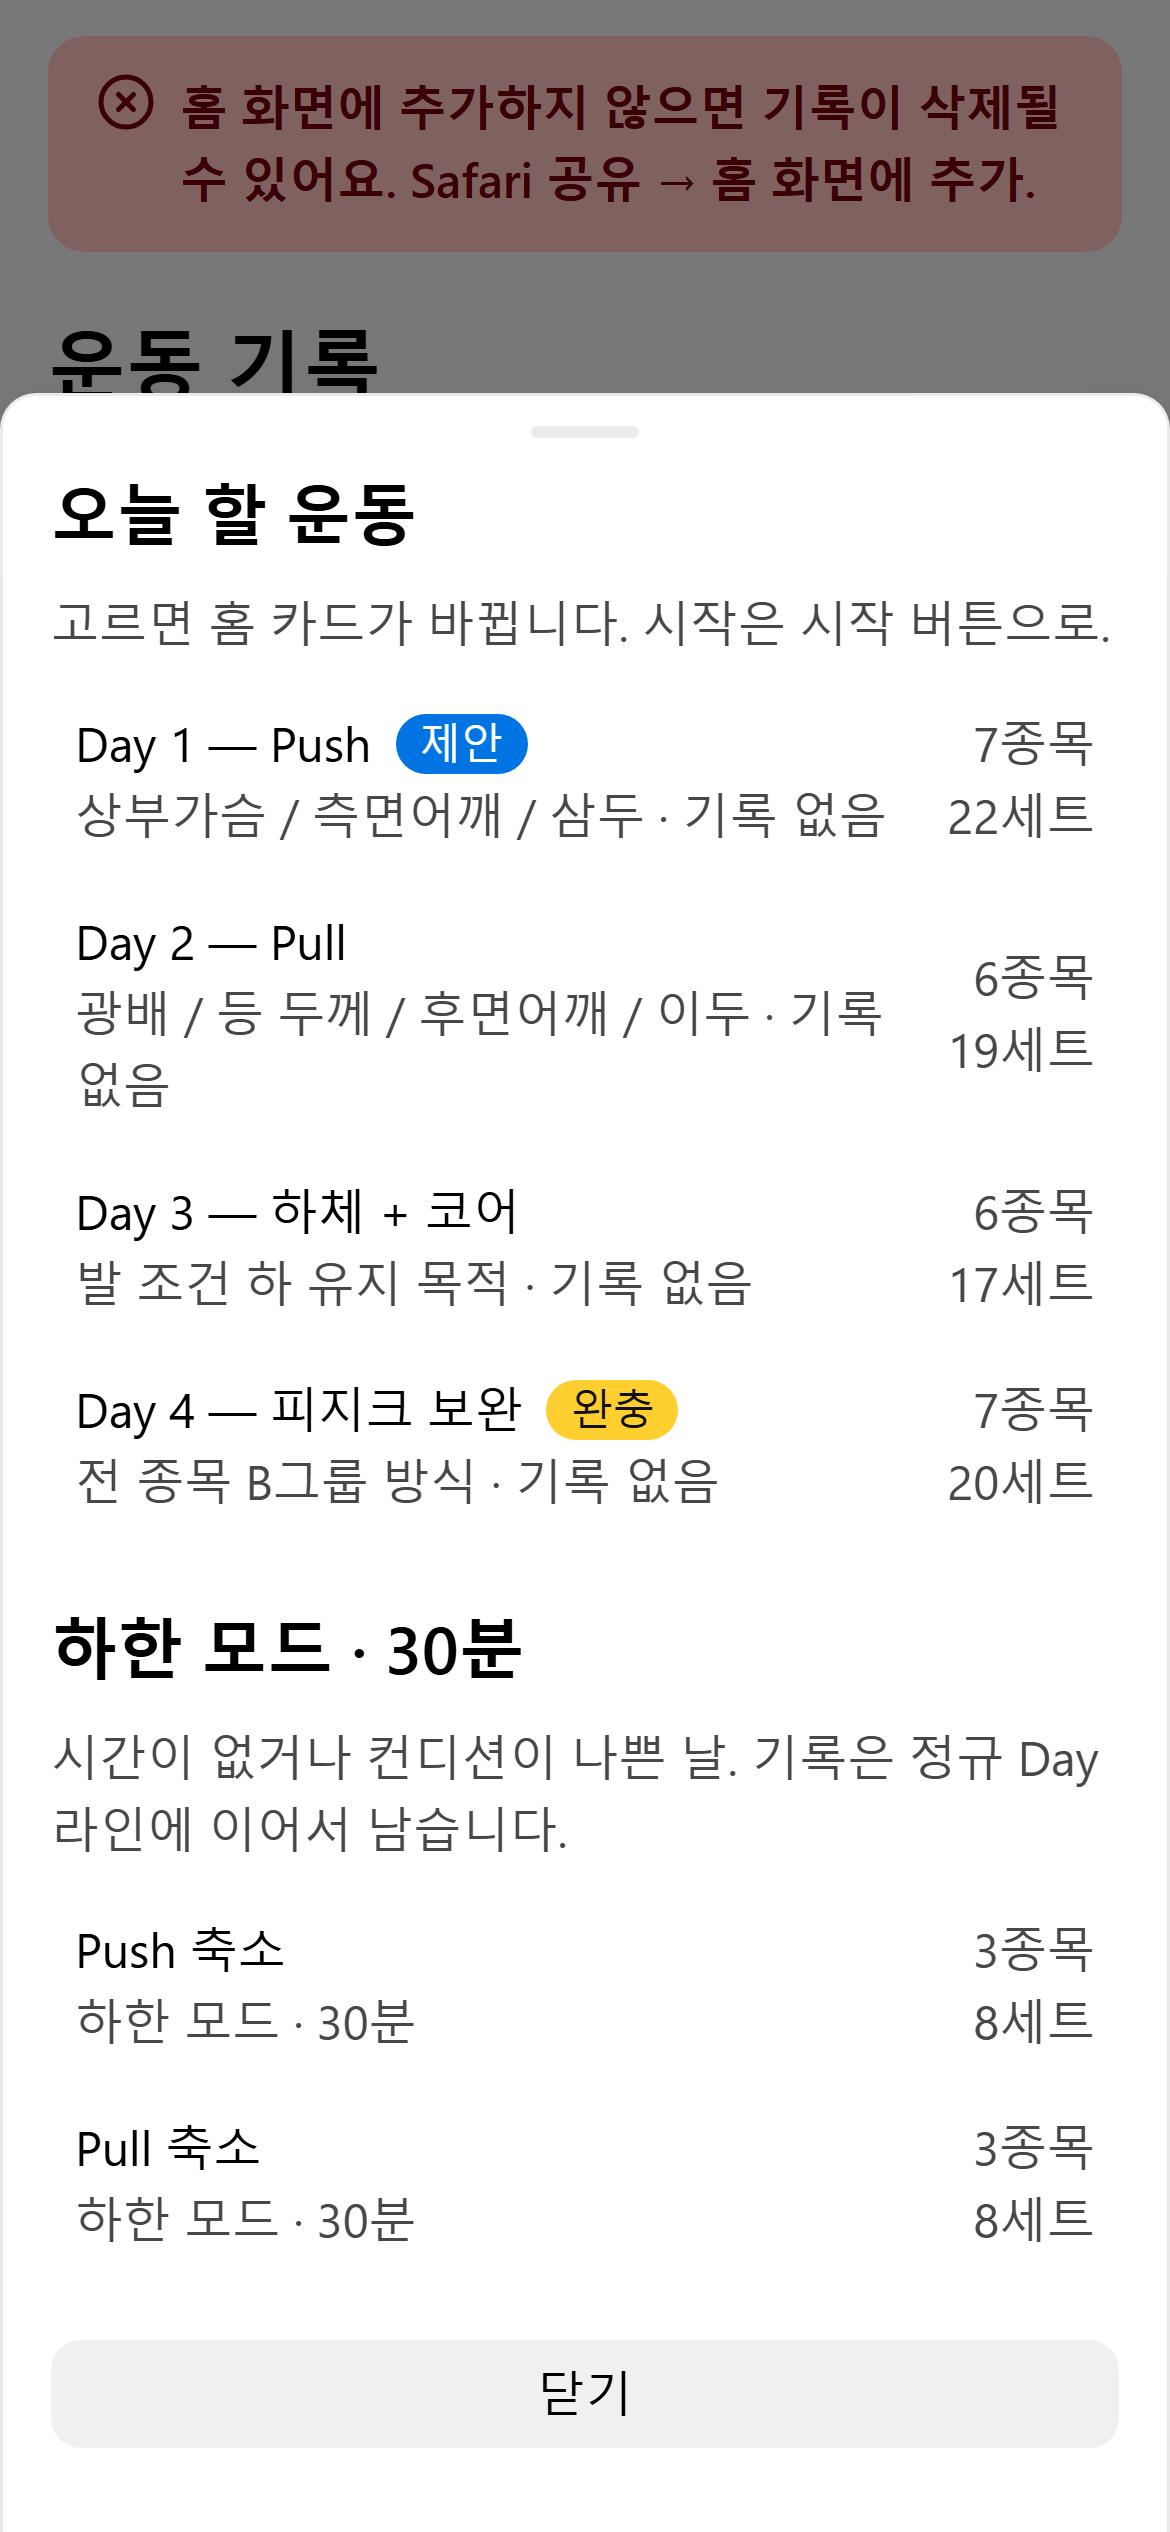 홈 화면에 추가하지 않으면 기록이 삭제될
수 있어요. Safari 공유 → 홈 화면에 추가.
운동 기록
오늘 할 운동
고르면 홈 카드가 바뀝니다. 시작은 시작 버튼으로.
Day 1 — Push 제안
7종목
상부가슴 / 측면어깨 / 삼두 · 기록 없음
22세트
Day 2 — Pull
광배 / 등 두께 / 후면어깨 / 이두 · 기록
없음
6종목
19세트
Day 3 — 하체 + 코어
6종목
발 조건 하 유지 목적 · 기록 없음
17세트
Day 4 — 피지크 보완 완충
7종목
전 종목 B그룹 방식 · 기록 없음
20세트
하한 모드 · 30분
시간이 없거나 컨디션이 나쁜 날. 기록은 정규 Day
라인에 이어서 남습니다.
Push 축소
3종목
하한 모드 · 30분
8세트
Pull 축소
3종목
하한 모드 · 30분
8세트
닫기